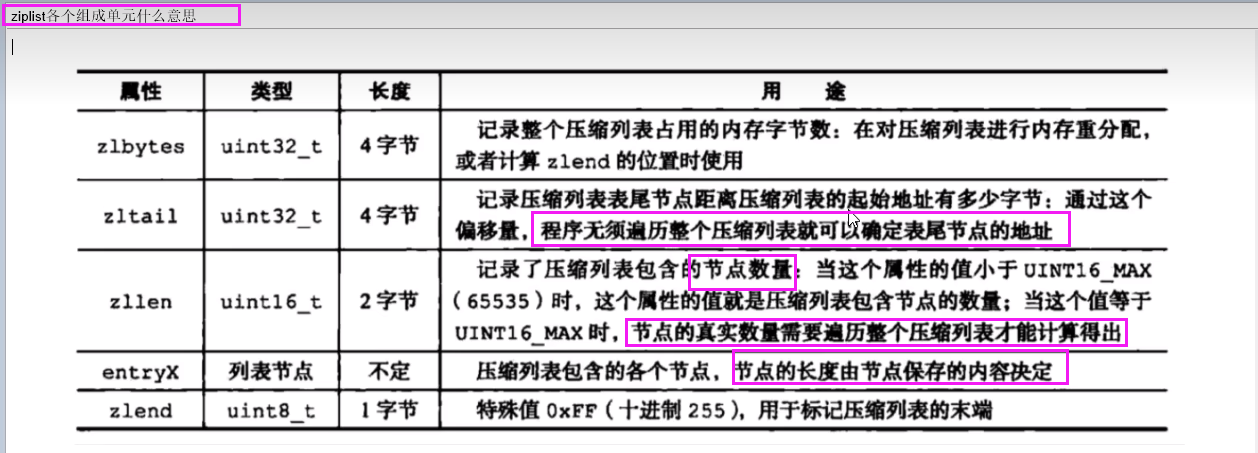 ziplist各个组成单元什么意思
属性 类型 长度 用 途
zlbytes uint32_t 4字节 记录整个压缩列表占用的内存字节数：在对压缩列表进行内存重分配，
或者计算 zlend 的位置时使用
zltail uint32_t 4字节 记录压缩列表表尾节点距离压缩列表的起始地址有多少字节：通过这个
偏移量，程序无须遍历整个压缩列表就可以确定表尾节点的地址
zllen uint16_t 2字节 记录了压缩列表包含的节点数量：当这个属性的值小于 UINT16_MAX
（65535）时，这个属性的值就是压缩列表包含节点的数量；当这个值等于
UINT16_MAX 时，节点的真实数量需要遍历整个压缩列表才能计算得出
entryX 列表节点 不定 压缩列表包含的各个节点，节点的长度由节点保存的内容决定
zlend uint8_t 1字节 特殊值 0xFF（十进制 255），用于标记压缩列表的末端